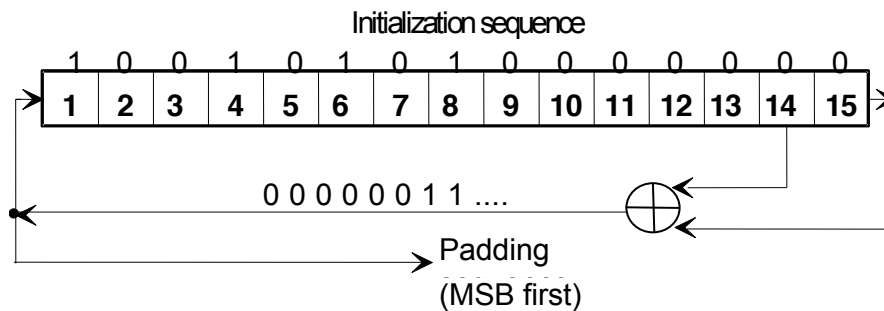 Initialization sequence
1 0 0 1 0 1 0 1 0 0 0 0 0 0 0
1 2 3 4 5 6 7 8 9 10 11 12 13 14 15
0 0 0 0 0 0 1 1 ....
Padding
(MSB first)